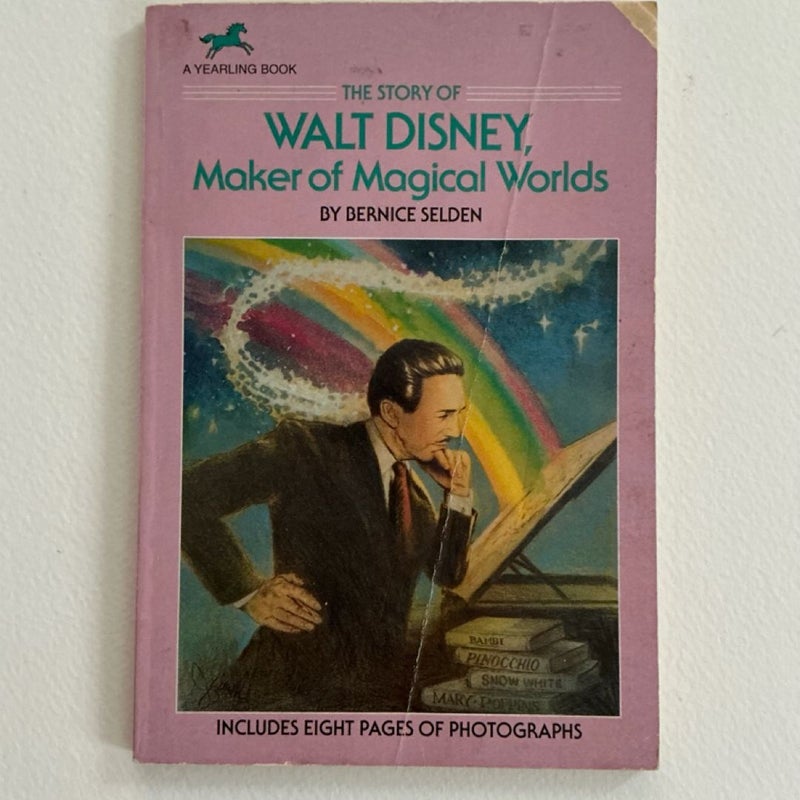 A YEARLING BOOK
THE STORY OF
WALT DISNEY,
Maker of Magical Worlds
BY BERNICE SELDEN
BAMBI
PINOCCHIO
SNOW WHITE
MARY POPPINS
INCLUDES EIGHT PAGES OF PHOTOGRAPHS